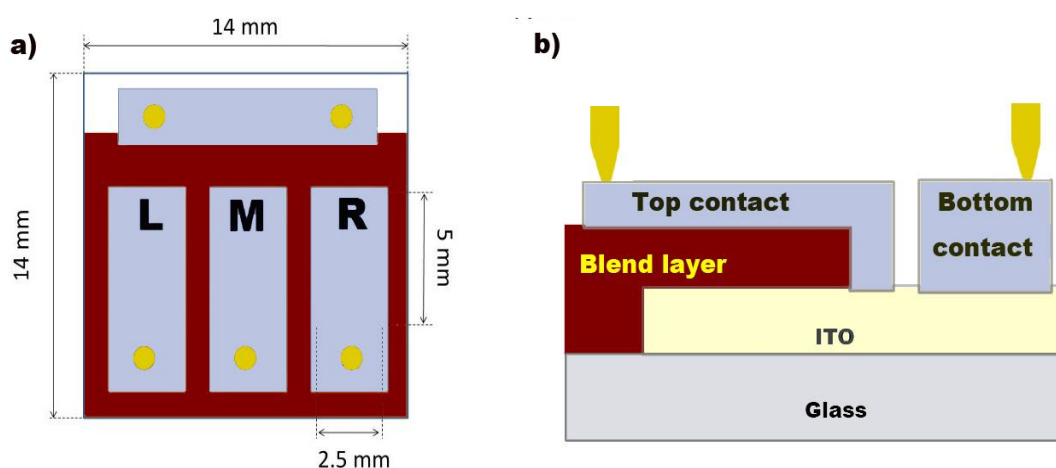 a)
14 mm
14 mm
L M R
5 mm
2.5 mm
b)
Top contact
Bottom
contact
Blend layer
ITO
Glass